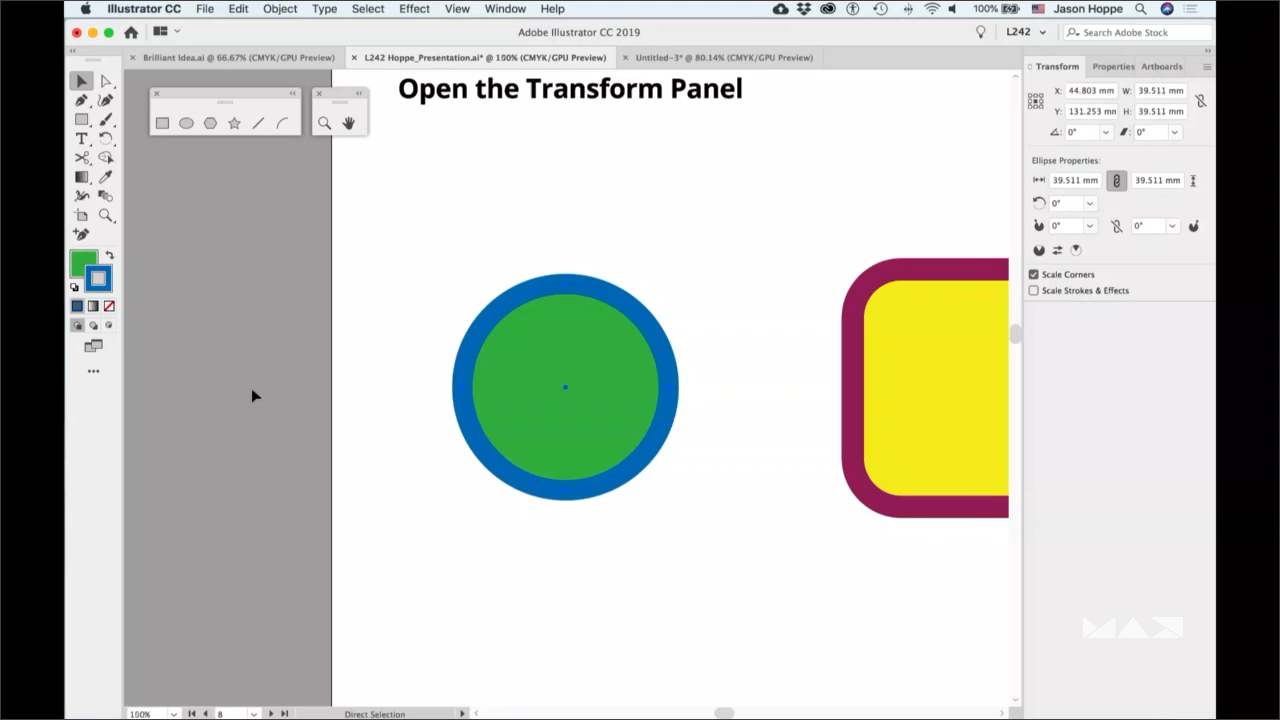 Illustrator CC File Edit Object Type Select Effect View Window Help 100% Jason Hoppe
Adobe Illustrator CC 2019 L242 Search Adobe Stock
Brilliant Idea.ai @ 66.67% (CMYK/GPU Preview) L242 Hoppe_Presentation.ai* @ 100% (CMYK/GPU Preview) Untitled-3* @ 80.14% (CMYK/GPU Preview)
Transform Properties Artboards
Open the Transform Panel
X: 44.803 mm W: 39.511 mm
Y: 131.253 mm H: 39.511 mm
0° 0°
Ellipse Properties:
39.511 mm 39.511 mm
0°
0° 0°
Scale Corners
Scale Strokes & Effects
MAX
150% 8 Direct Selection